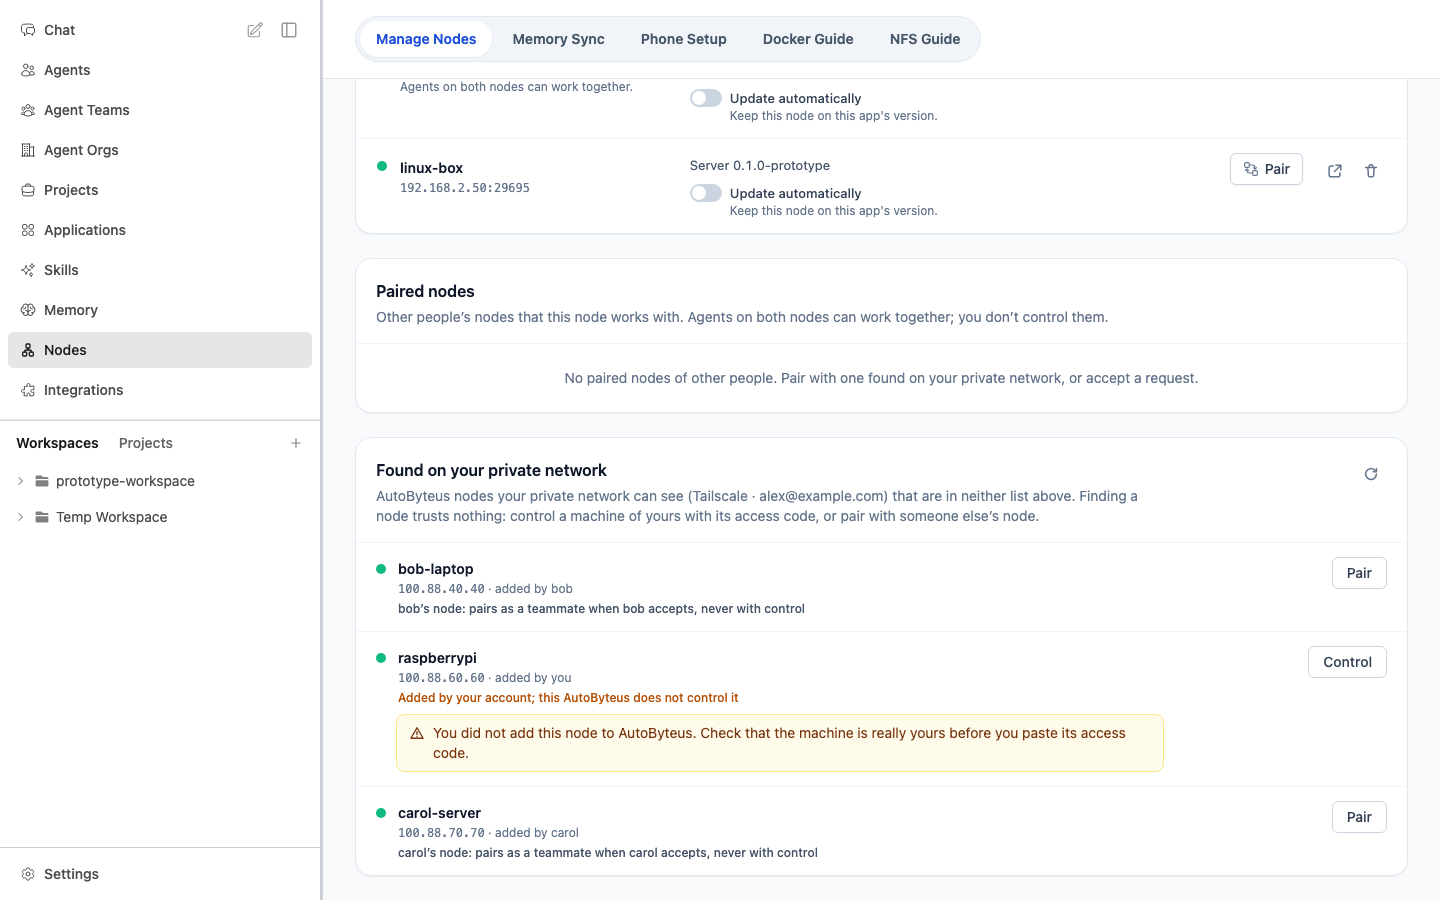 Chat
Agents
Agent Teams
Agent Orgs
Projects
Applications
Skills
Memory
Nodes
Integrations
Workspaces Projects
prototype-workspace
Temp Workspace
Settings
Manage Nodes Memory Sync Phone Setup Docker Guide NFS Guide
Agents on both nodes can work together.
Update automatically
Keep this node on this app's version.
linux-box
192.168.2.50:29695
Server 0.1.0-prototype
Update automatically
Keep this node on this app's version.
Pair
Paired nodes
Other people’s nodes that this node works with. Agents on both nodes can work together; you don’t control them.
No paired nodes of other people. Pair with one found on your private network, or accept a request.
Found on your private network
AutoByteus nodes your private network can see (Tailscale · alex@example.com) that are in neither list above. Finding a
node trusts nothing: control a machine of yours with its access code, or pair with someone else’s node.
bob-laptop
100.88.40.40 · added by bob
bob’s node: pairs as a teammate when bob accepts, never with control
Pair
raspberrypi
100.88.60.60 · added by you
Added by your account; this AutoByteus does not control it
Control
You did not add this node to AutoByteus. Check that the machine is really yours before you paste its access
code.
carol-server
100.88.70.70 · added by carol
carol’s node: pairs as a teammate when carol accepts, never with control
Pair